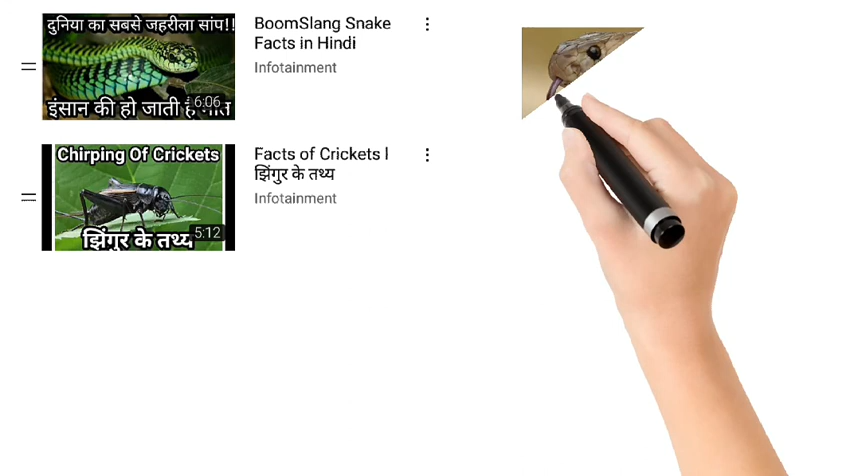 दुनिया का सबसे जहरीला सांप!!
इंसान की हो जाती है मौत
6:06
BoomSlang Snake
Facts in Hindi
Infotainment
Chirping Of Crickets
झिंगुर के तथ्य
5:12
Facts of Crickets l
झिंगुर के तथ्य
Infotainment